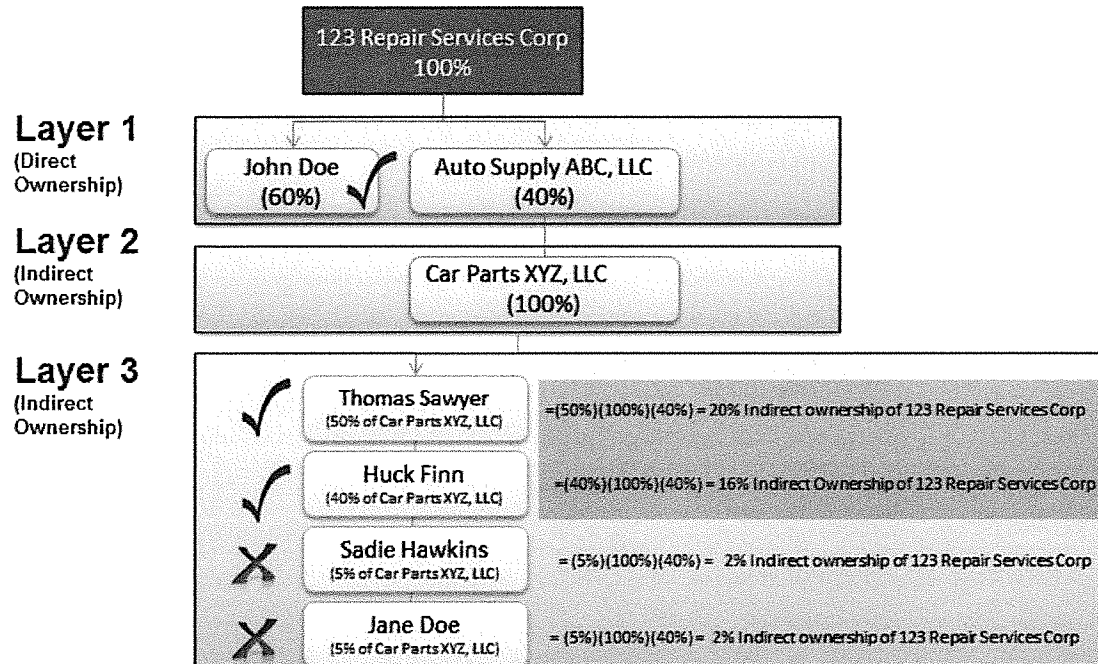 123 Repair Services Corp
100%
Layer 1
(Direct
Ownership)
John Doe
(60%)
Auto Supply ABC, LLC
(40%)
Layer 2
(Indirect
Ownership)
Car Parts XYZ, LLC
(100%)
Layer 3
(Indirect
Ownership)
Thomas Sawyer
(50% of Car Parts XYZ, LLC)
=(50%)(100%)(40%) = 20% Indirect ownership of 123 Repair Services Corp
Huck Finn
(40% of Car Parts XYZ, LLC)
=(40%)(100%)(40%) = 16% Indirect Ownership of 123 Repair Services Corp
Sadie Hawkins
(5% of Car Parts XYZ, LLC)
= (5%)(100%)(40%) = 2% Indirect ownership of 123 Repair Services Corp
Jane Doe
(5% of Car Parts XYZ, LLC)
= (5%)(100%)(40%) = 2% Indirect ownership of 123 Repair Services Corp